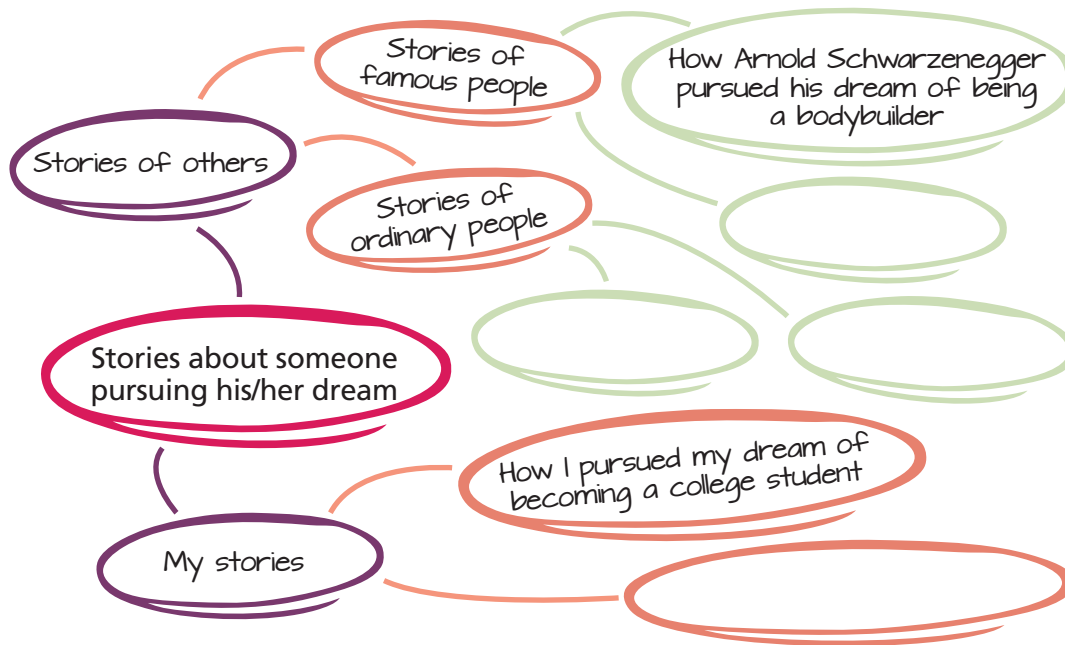 Stories of
famous people
How Arnold Schwarzenegger
pursued his dream of being
a bodybuilder
Stories of others
Stories of
ordinary people
Stories about someone
pursuing his/her dream
How I pursued my dream of
becoming a college student
My stories